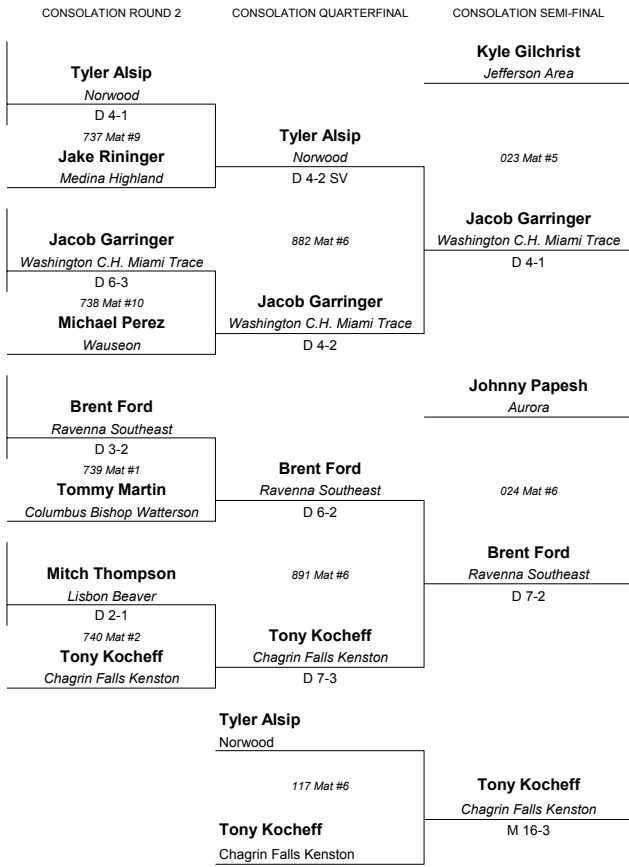 CONSOLATION ROUND 2
CONSOLATION QUARTERFINAL
CONSOLATION SEMI-FINAL
Kyle Gilchrist
Jefferson Area
Tyler Alsip
Norwood
D 4-1
737 Mat #9
Jake Rininger
Medina Highland
Tyler Alsip
Norwood
D 4-2 SV
023 Mat #5
Jacob Garringer
Washington C.H. Miami Trace
D 6-3
738 Mat #10
Michael Perez
Wauseon
882 Mat #6
Jacob Garringer
Washington C.H. Miami Trace
D 4-2
Jacob Garringer
Washington C.H. Miami Trace
D 4-1
Johnny Papesh
Aurora
Brent Ford
Ravenna Southeast
D 3-2
739 Mat #1
Tommy Martin
Columbus Bishop Watterson
Brent Ford
Ravenna Southeast
D 6-2
024 Mat #6
Mitch Thompson
Lisbon Beaver
D 2-1
740 Mat #2
Tony Kocheff
Chagrin Falls Kenston
891 Mat #6
Tony Kocheff
Chagrin Falls Kenston
D 7-3
Brent Ford
Ravenna Southeast
D 7-2
Tyler Alsip
Norwood
117 Mat #6
Tony Kocheff
Chagrin Falls Kenston
Tony Kocheff
Chagrin Falls Kenston
M 16-3